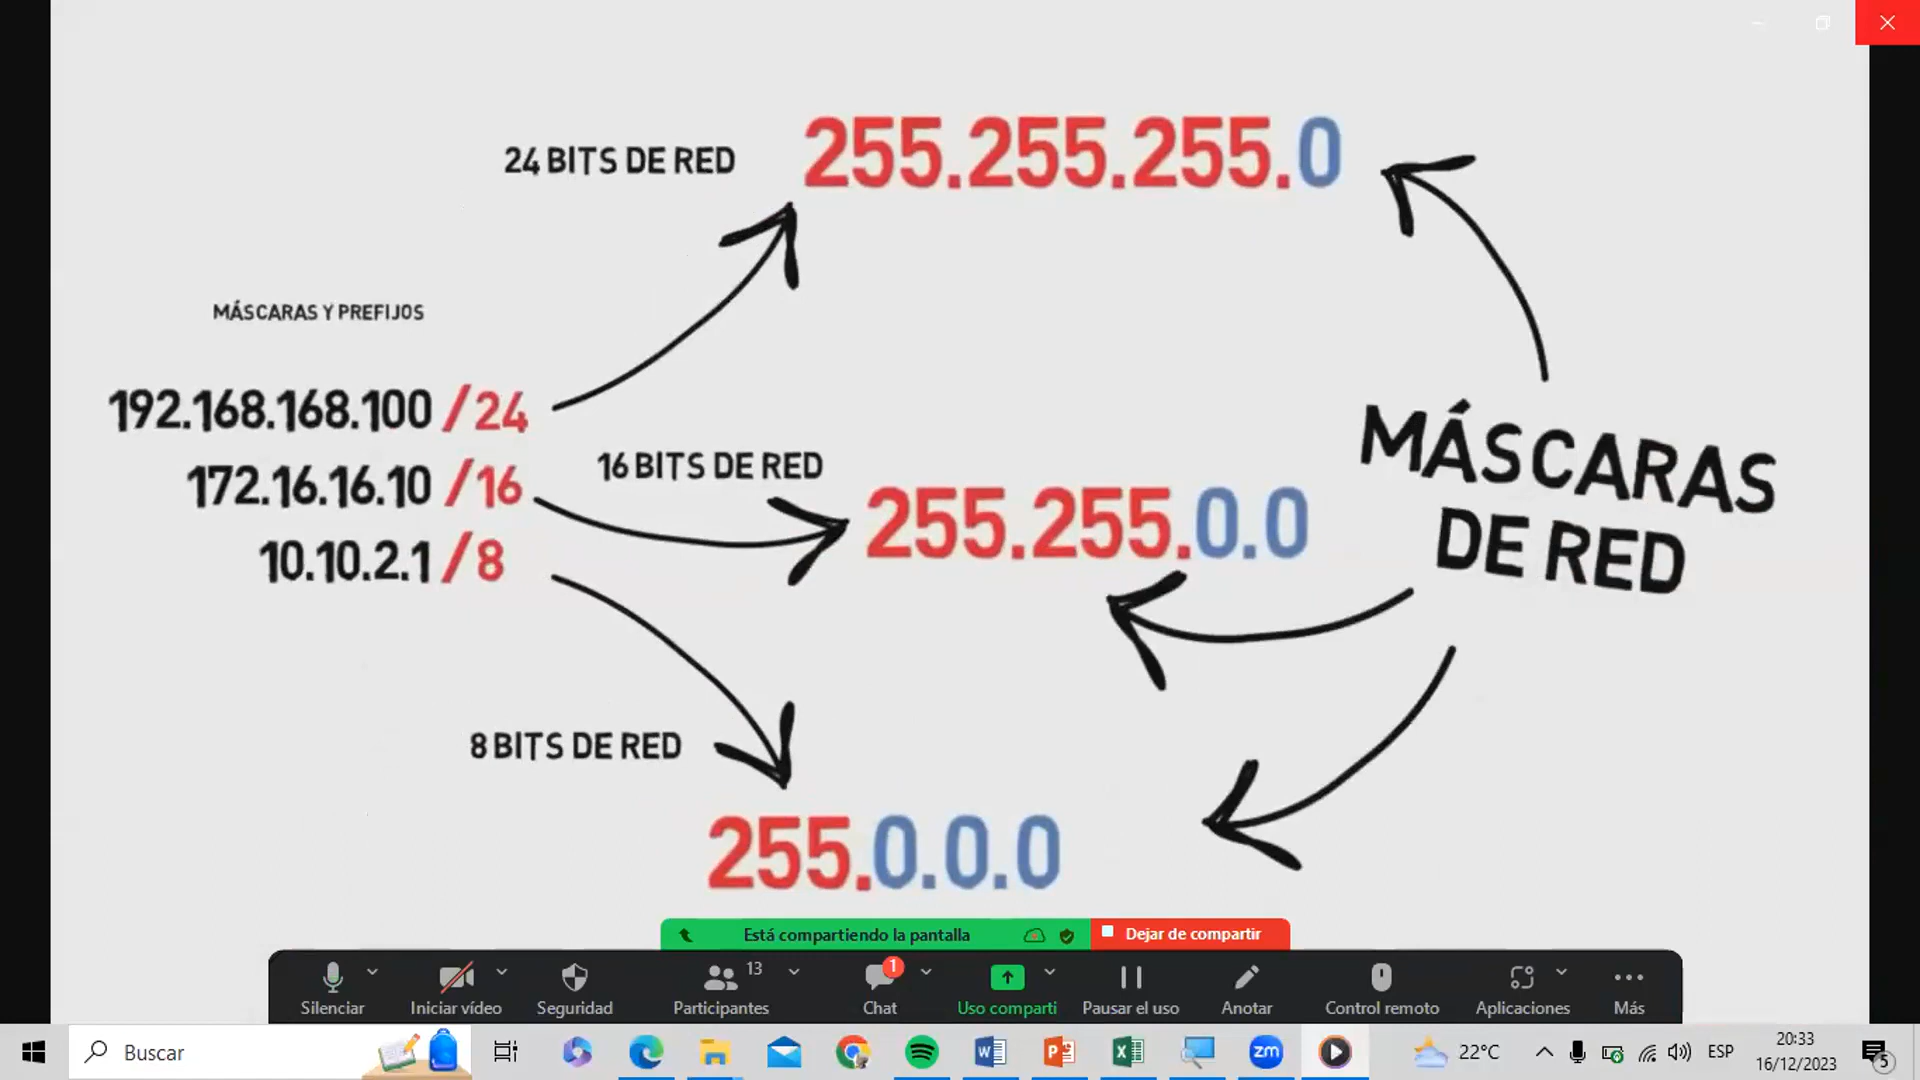 24 BITS DE RED
255.255.255.0
MÁSCARAS Y PREFIJOS
192.168.168.100 /24
172.16.16.10 /16
10.10.2.1 /8
16 BITS DE RED
255.255.0.0
MÁSCARAS
DE RED
8 BITS DE RED
255.0.0.0
Está compartiendo la pantalla
Dejar de compartir
Silenciar
Iniciar vídeo
Seguridad
Participantes
13
Chat
1
Uso comparti
Pausar el uso
Anotar
Control remoto
Aplicaciones
Más
Buscar
zm
22°C
ESP
20:33
16/12/2023
5